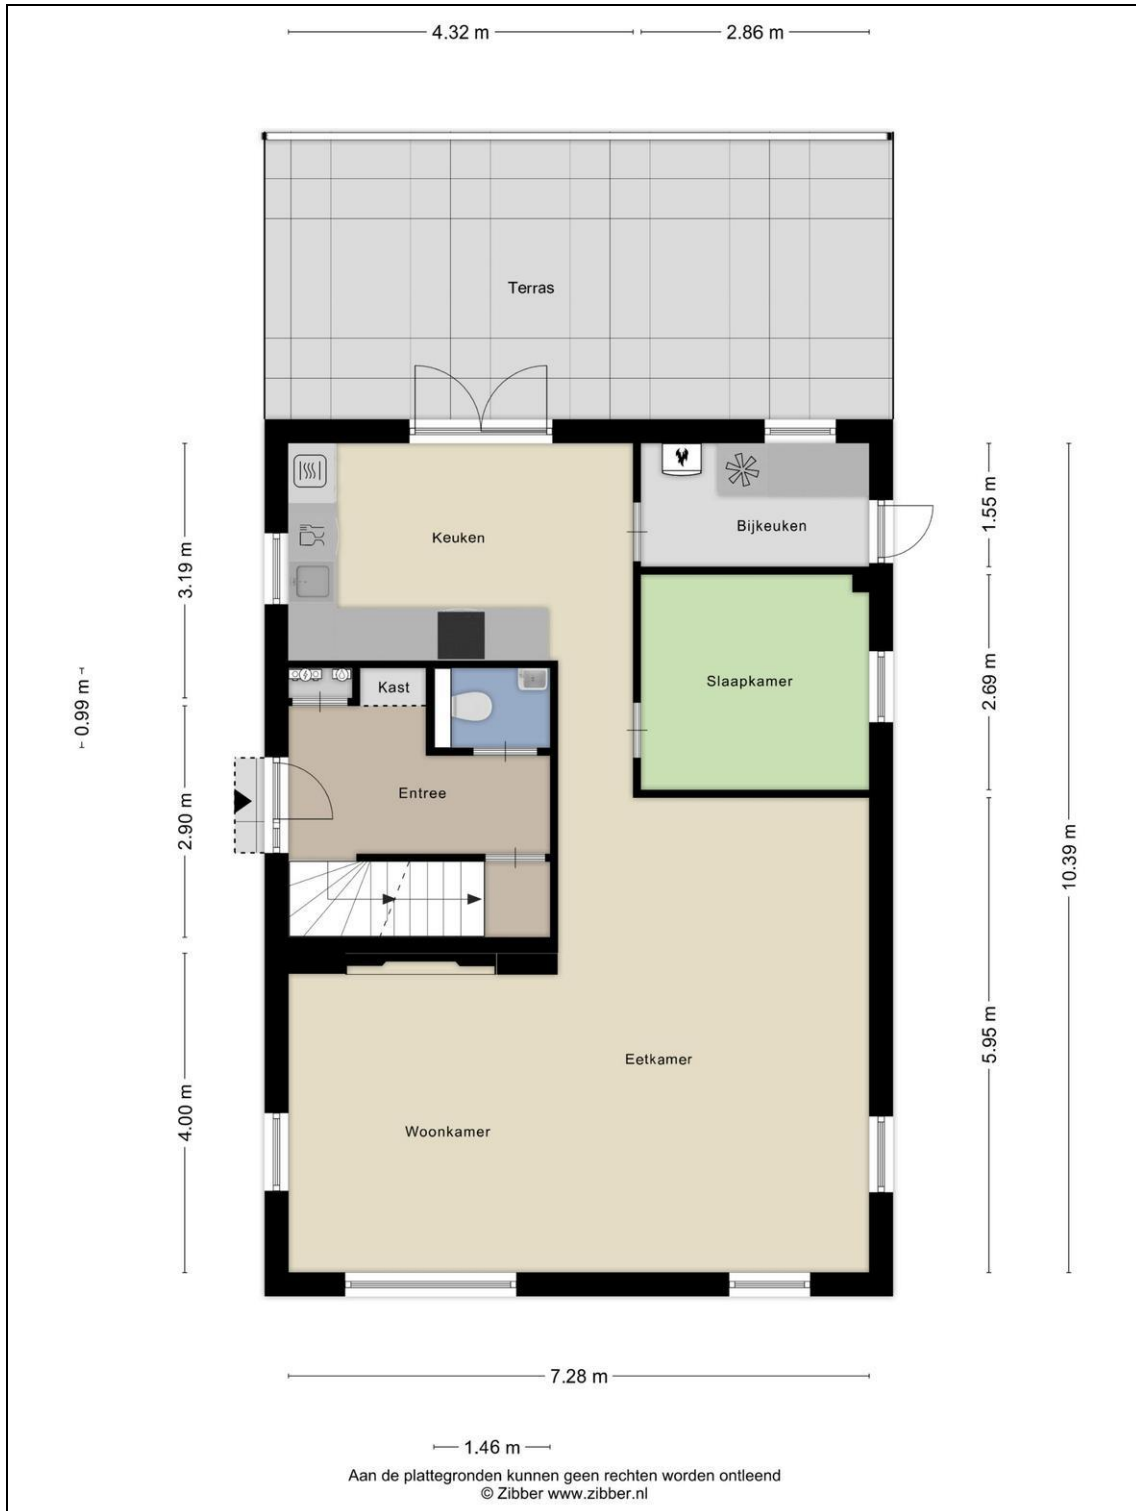 4.32 m
2.86 m
Terras
1.55 m
Bijkeuken
Keuken
3.19 m
Slaapkamer
2.69 m
Kast
0.99 m
Entree
2.90 m
10.39 m
5.95 m
Eetkamer
4.00 m
Woonkamer
7.28 m
1.46 m
Aan de plattegronden kunnen geen rechten worden ontleend
© Zibber www.zibber.nl